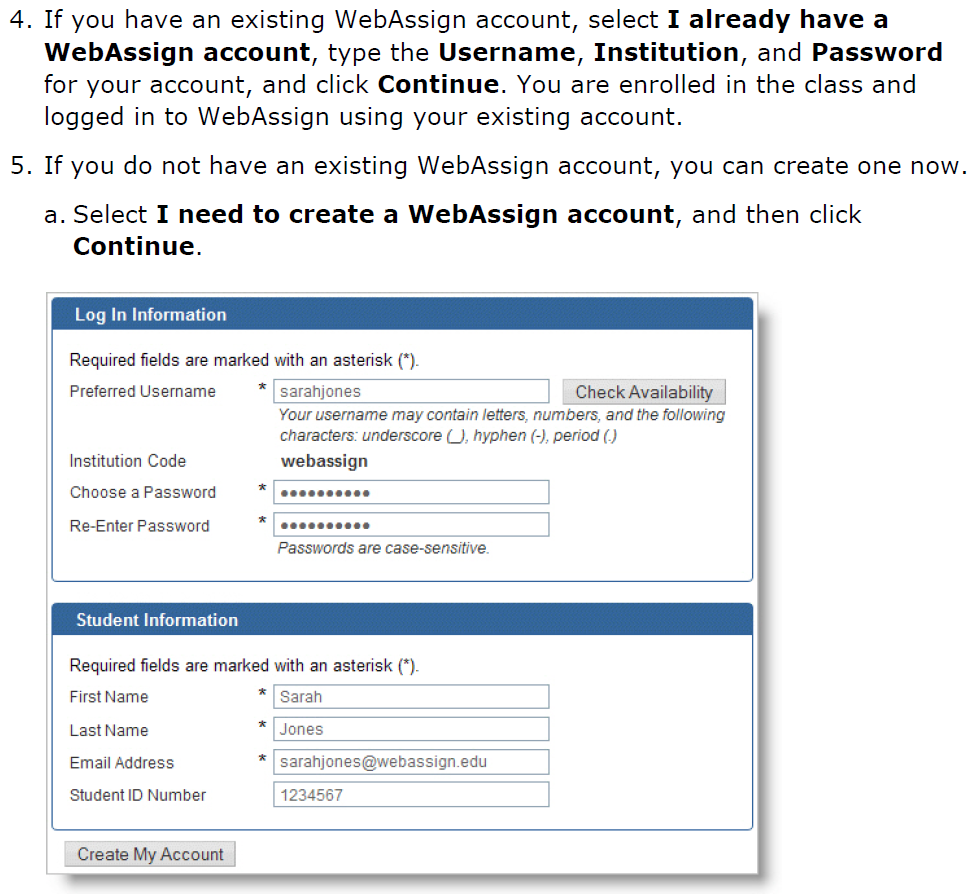 4. If you have an existing WebAssign account, select I already have a
WebAssign account, type the Username, Institution, and Password
for your account, and click Continue. You are enrolled in the class and
logged in to WebAssign using your existing account.
5. If you do not have an existing WebAssign account, you can create one now.
a. Select I need to create a WebAssign account, and then click
Continue.
Log In Information
Required fields are marked with an asterisk (*).
Preferred Username * sarahjones Check Availability
Your username may contain letters, numbers, and the following
characters: underscore (_), hyphen (-), period (.)
Institution Code webassign
Choose a Password * ••••••••••
Re-Enter Password * ••••••••••
Passwords are case-sensitive.
Student Information
Required fields are marked with an asterisk (*).
First Name * Sarah
Last Name * Jones
Email Address * sarahjones@webassign.edu
Student ID Number 1234567
Create My Account